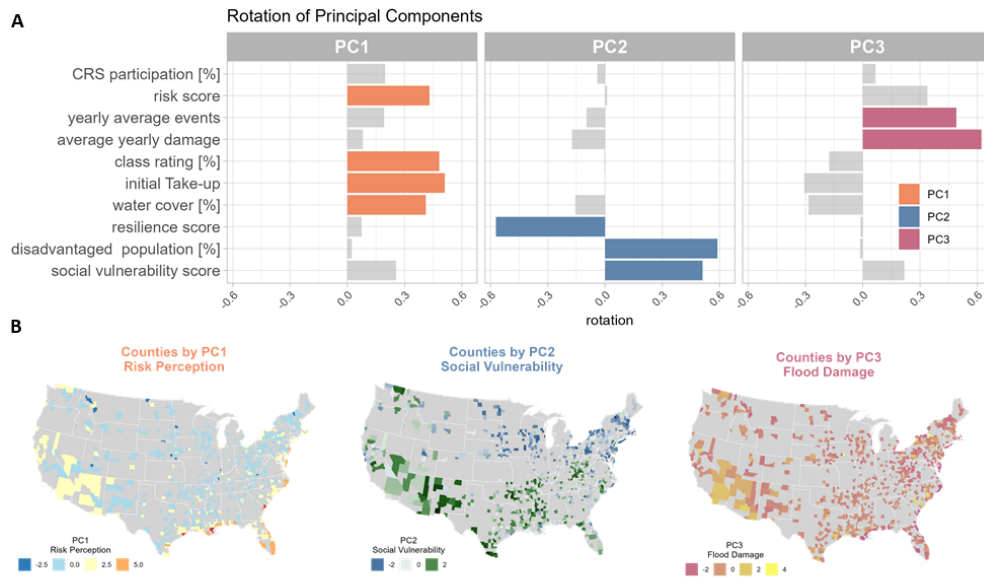 A
Rotation of Principal Components
PC1 PC2 PC3
CRS participation [%]
risk score
yearly average events
average yearly damage
class rating [%]
initial Take-up
water cover [%]
resilience score
disadvantaged population [%]
social vulnerability score
PC1
PC2
PC3
-0.6 -0.3 0.0 0.3 0.6 -0.6 -0.3 0.0 0.3 0.6 -0.6 -0.3 0.0 0.3 0.6
rotation
B
Counties by PC1
Risk Perception
Counties by PC2
Social Vulnerability
Counties by PC3
Flood Damage
PC1
Risk Perception
-2.5 0.0 2.5 5.0
PC2
Social Vulnerability
-2 0 2
PC3
Flood Damage
-2 0 2 4